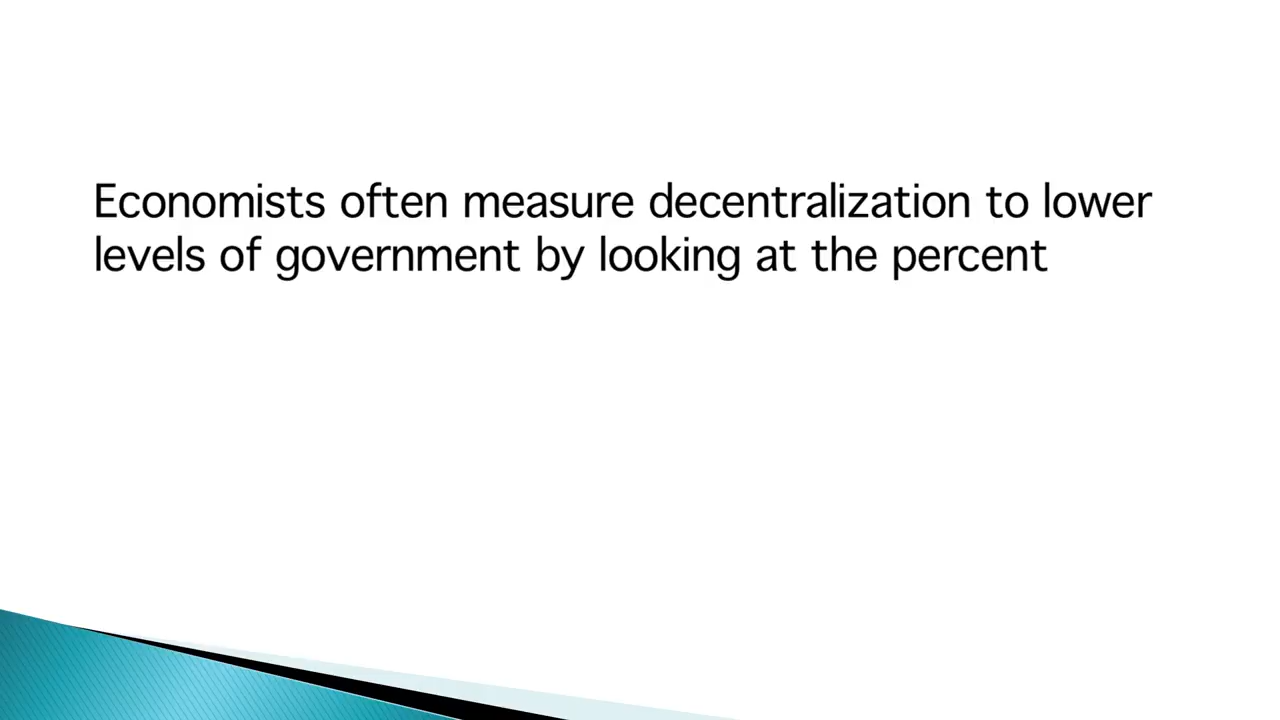 Economists often measure decentralization to lower
levels of government by looking at the percent